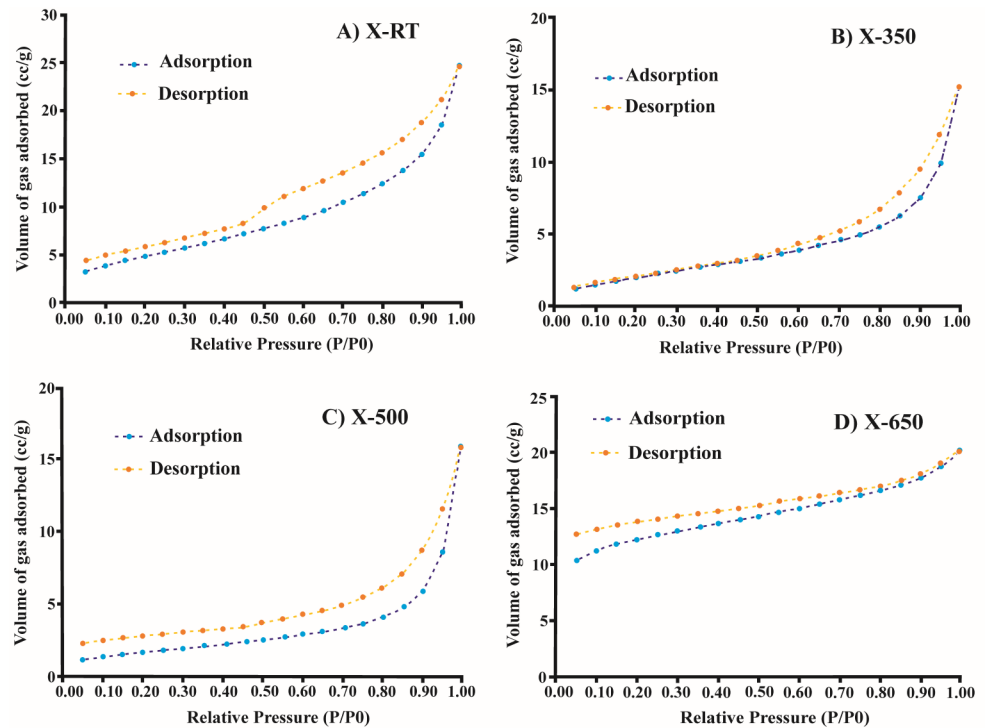 A) X-RT
Adsorption
Desorption
Volume of gas adsorbed (cc/g)
30
25
20
15
10
5
0
0.00 0.10 0.20 0.30 0.40 0.50 0.60 0.70 0.80 0.90 1.00
Relative Pressure (P/P0)
B) X-350
Adsorption
Desorption
Volume of gas adsorbed (cc/g)
20
15
10
5
0
0.00 0.10 0.20 0.30 0.40 0.50 0.60 0.70 0.80 0.90 1.00
Relative Pressure (P/P0)
C) X-500
Adsorption
Desorption
Volume of gas adsorbed (cc/g)
20
15
10
5
0
0.00 0.10 0.20 0.30 0.40 0.50 0.60 0.70 0.80 0.90 1.00
Relative Pressure (P/P0)
D) X-650
Adsorption
Desorption
Volume of gas adsorbed (cc/g)
25
20
15
10
5
0
0.00 0.10 0.20 0.30 0.40 0.50 0.60 0.70 0.80 0.90 1.00
Relative Pressure (P/P0)